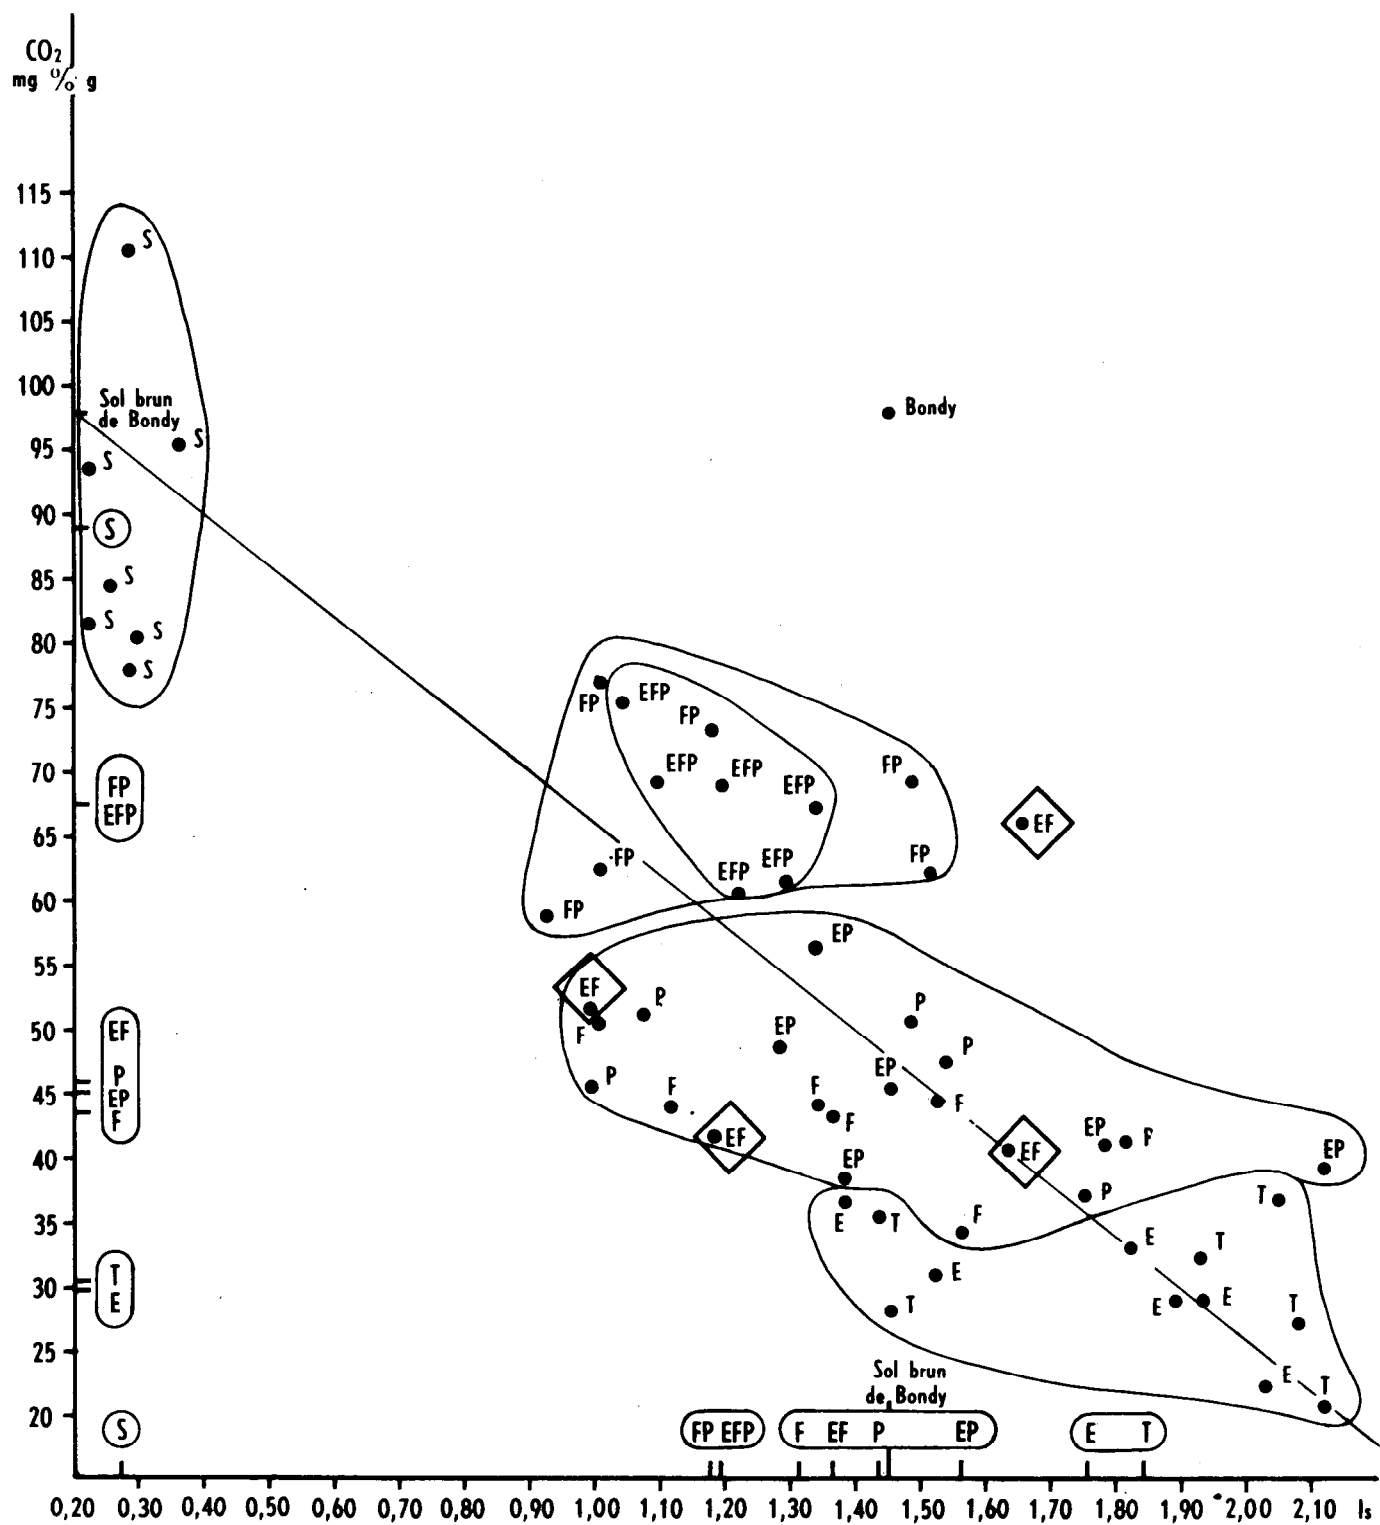 CO2
mg % g
115
S
110
105
100
Sol brun
de Bondy
Bondy
S
95
S
90
S
S
85
S
S
80
S
EFP
75
FP
FP
70
FP
EFP
EFP
EFP
EFP
FP
EF
65
FP
EFP
EFP
FP
60
FP
EP
55
EF
P
P
50
EF
F
EP
P
P
EP
P
45
EP
F
F
F
F
F
EF
EP
F
40
EF
EP
EP
P
T
35
E
T
F
E
T
30
T
E
E
E
E
T
T
25
Sol brun
de Bondy
E
T
20
S
FP
EFP
F
EF
P
EP
E
T
0,20
0,30
0,40
0,50
0,60
0,70
0,80
0,90
1,00
1,10
1,20
1,30
1,40
1,50
1,60
1,70
1,80
1,90
2,00
2,10
Is